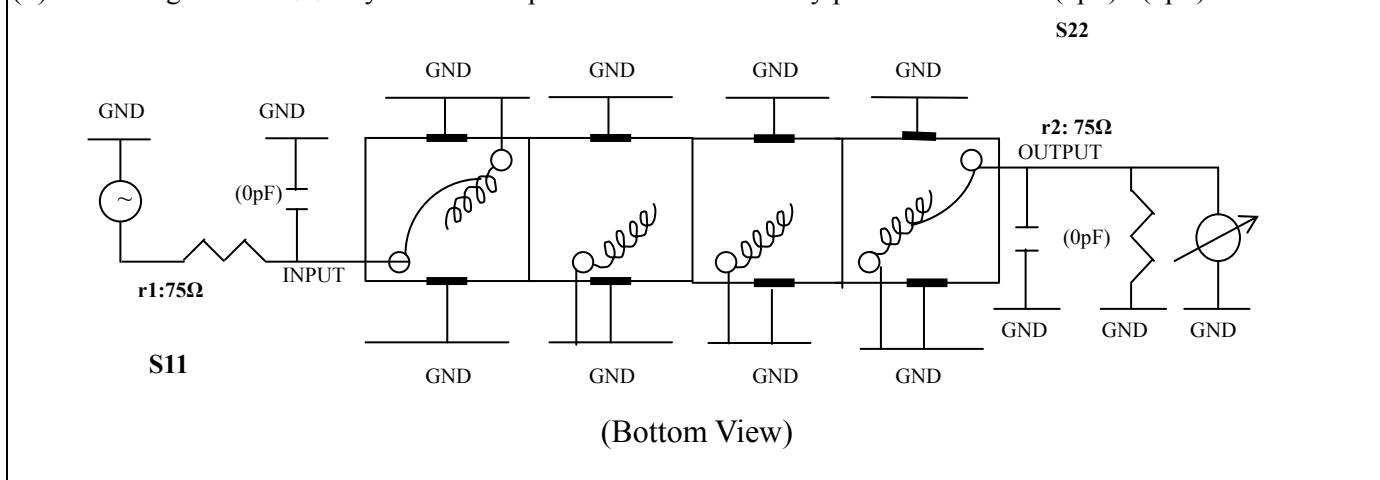 S22
GND GND GND GND
GND GND
r2: 75Ω
OUTPUT
~
(0pF)
(0pF)
INPUT
r1:75Ω
GND GND GND
S11
GND GND GND GND
(Bottom View)